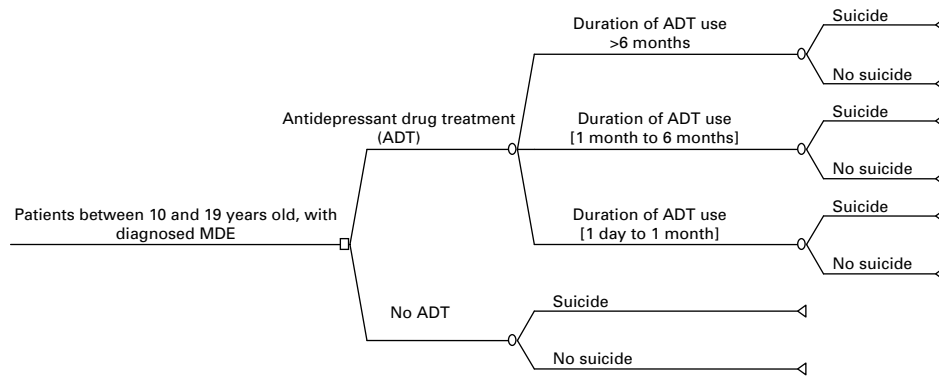 Duration of ADT use
>6 months
Suicide
No suicide
Antidepressant drug treatment
(ADT)
Duration of ADT use
[1 month to 6 months]
Suicide
No suicide
Patients between 10 and 19 years old, with
diagnosed MDE
Duration of ADT use
[1 day to 1 month]
Suicide
No suicide
No ADT
Suicide
No suicide